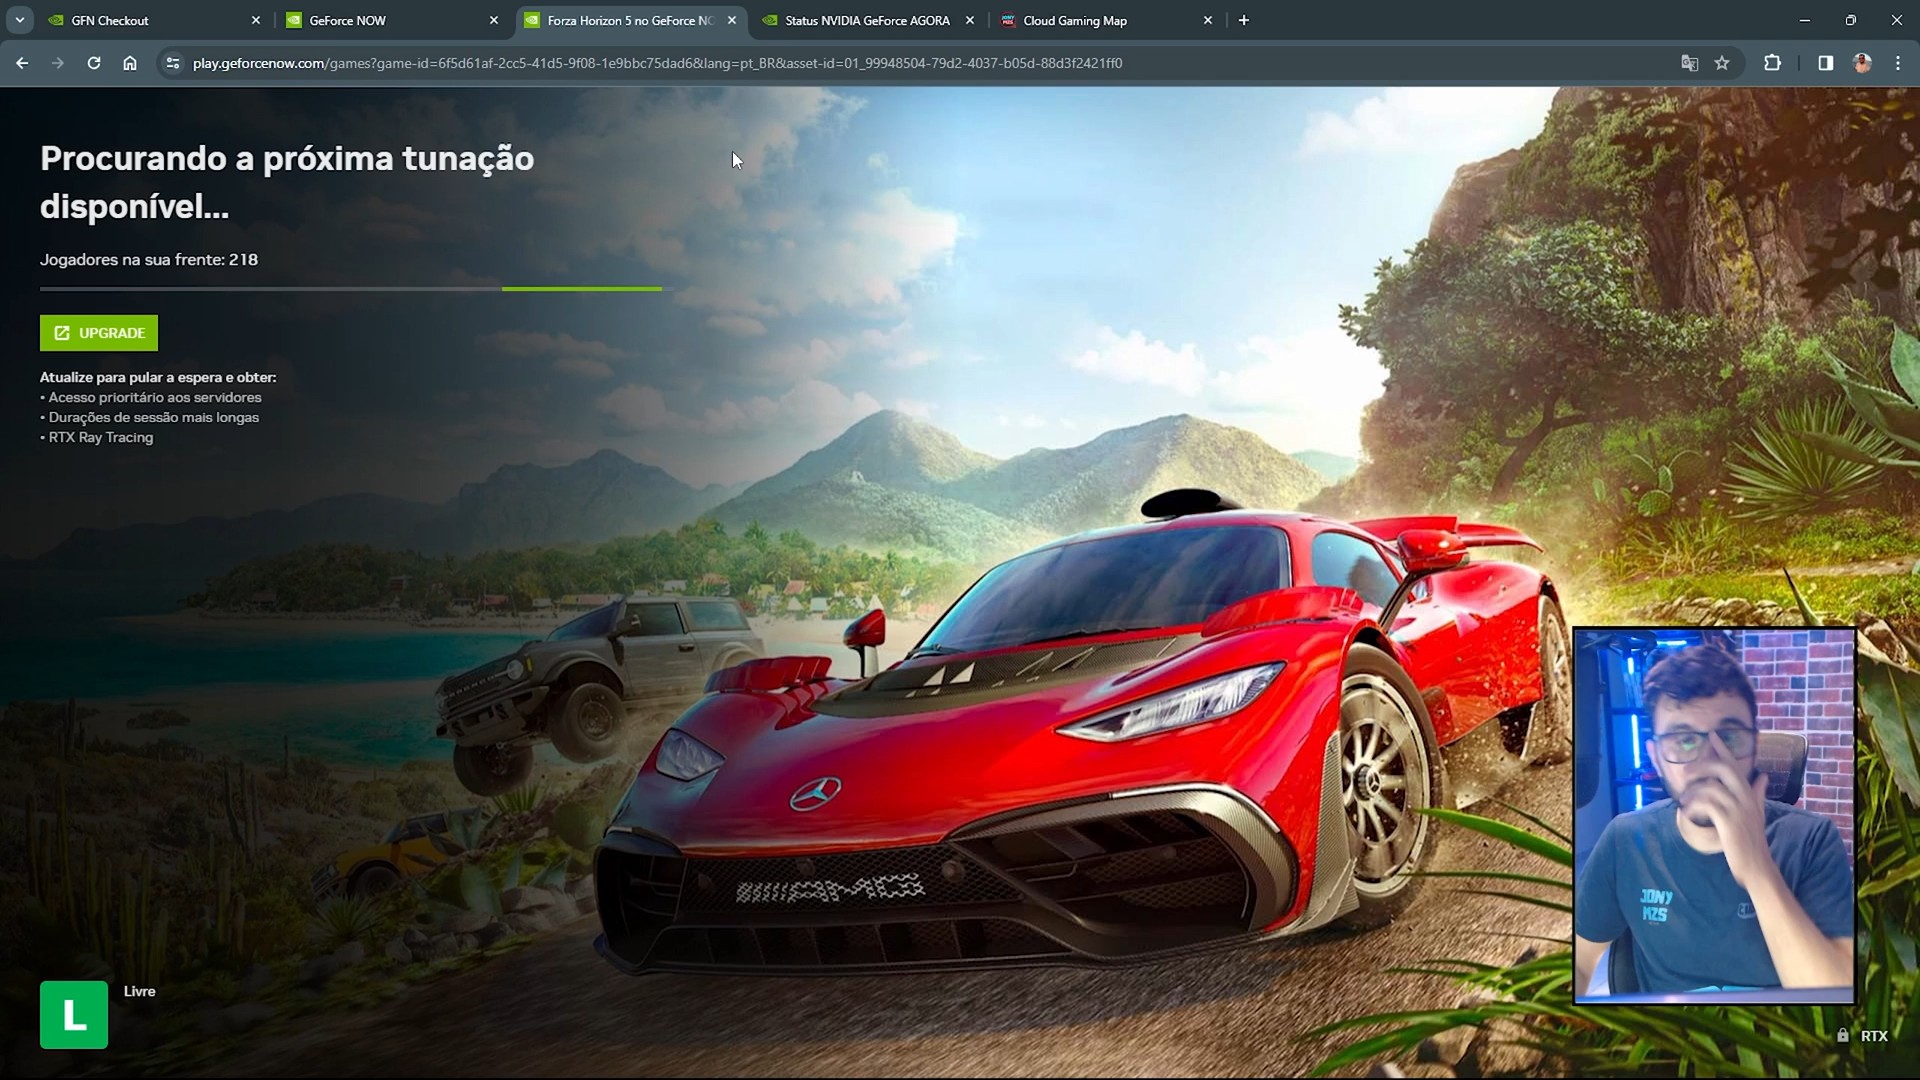 GFN Checkout
GeForce NOW
Forza Horizon 5 no GeForce NO
Status NVIDIA GeForce AGORA
Cloud Gaming Map
play.geforcenow.com/games?game-id=6f5d61af-2cc5-41d5-9f08-1e9bbc75dad6&lang=pt_BR&asset-id=01_99948504-79d2-4037-b05d-88d3f2421ff0
Procurando a próxima tunação
disponível...
Jogadores na sua frente: 218
UPGRADE
Atualize para pular a espera e obter:
• Acesso prioritário aos servidores
• Durações de sessão mais longas
• RTX Ray Tracing
AMG
JONY
MZS
L
Livre
RTX